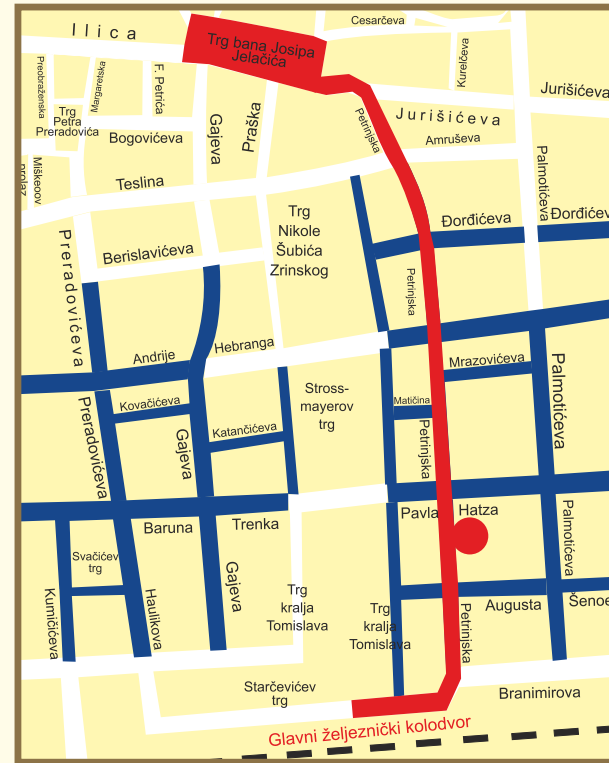 Ilica
Cesarčeva
Trg bana Josipa
Jelačića
Kurelčeva
Preobraženska
Margaretska
F. Petrića
Jurišićeva
Jurišićeva
Trg
Petra
Preradovića
Bogovićeva
Gajeva
Praška
Petrinjska
Amruševa
Miškeoov
prolaz
Teslina
Palmotićeva
Trg
Nikole
Šubića
Zrinskog
Đorđićeva
Đorđićev
Preradovićeva
Berislavićeva
Petrinjska
Andrije
Hebranga
Mrazovićeva
Palmotićeva
Stross-
mayerov
trg
Matičina
Preradovićeva
Kovačićeva
Gajeva
Katančićeva
Petrinjska
Baruna
Trenka
Pavla
Hatza
Palmotićeva
Svačićev
trg
Gajeva
Kumičićeva
Haulikova
Trg
kralja
Tomislava
Trg
kralja
Tomislava
Petrinjska
Augusta
Šenoe
Starčevićev
trg
Branimirova
Glavni željeznički kolodvor